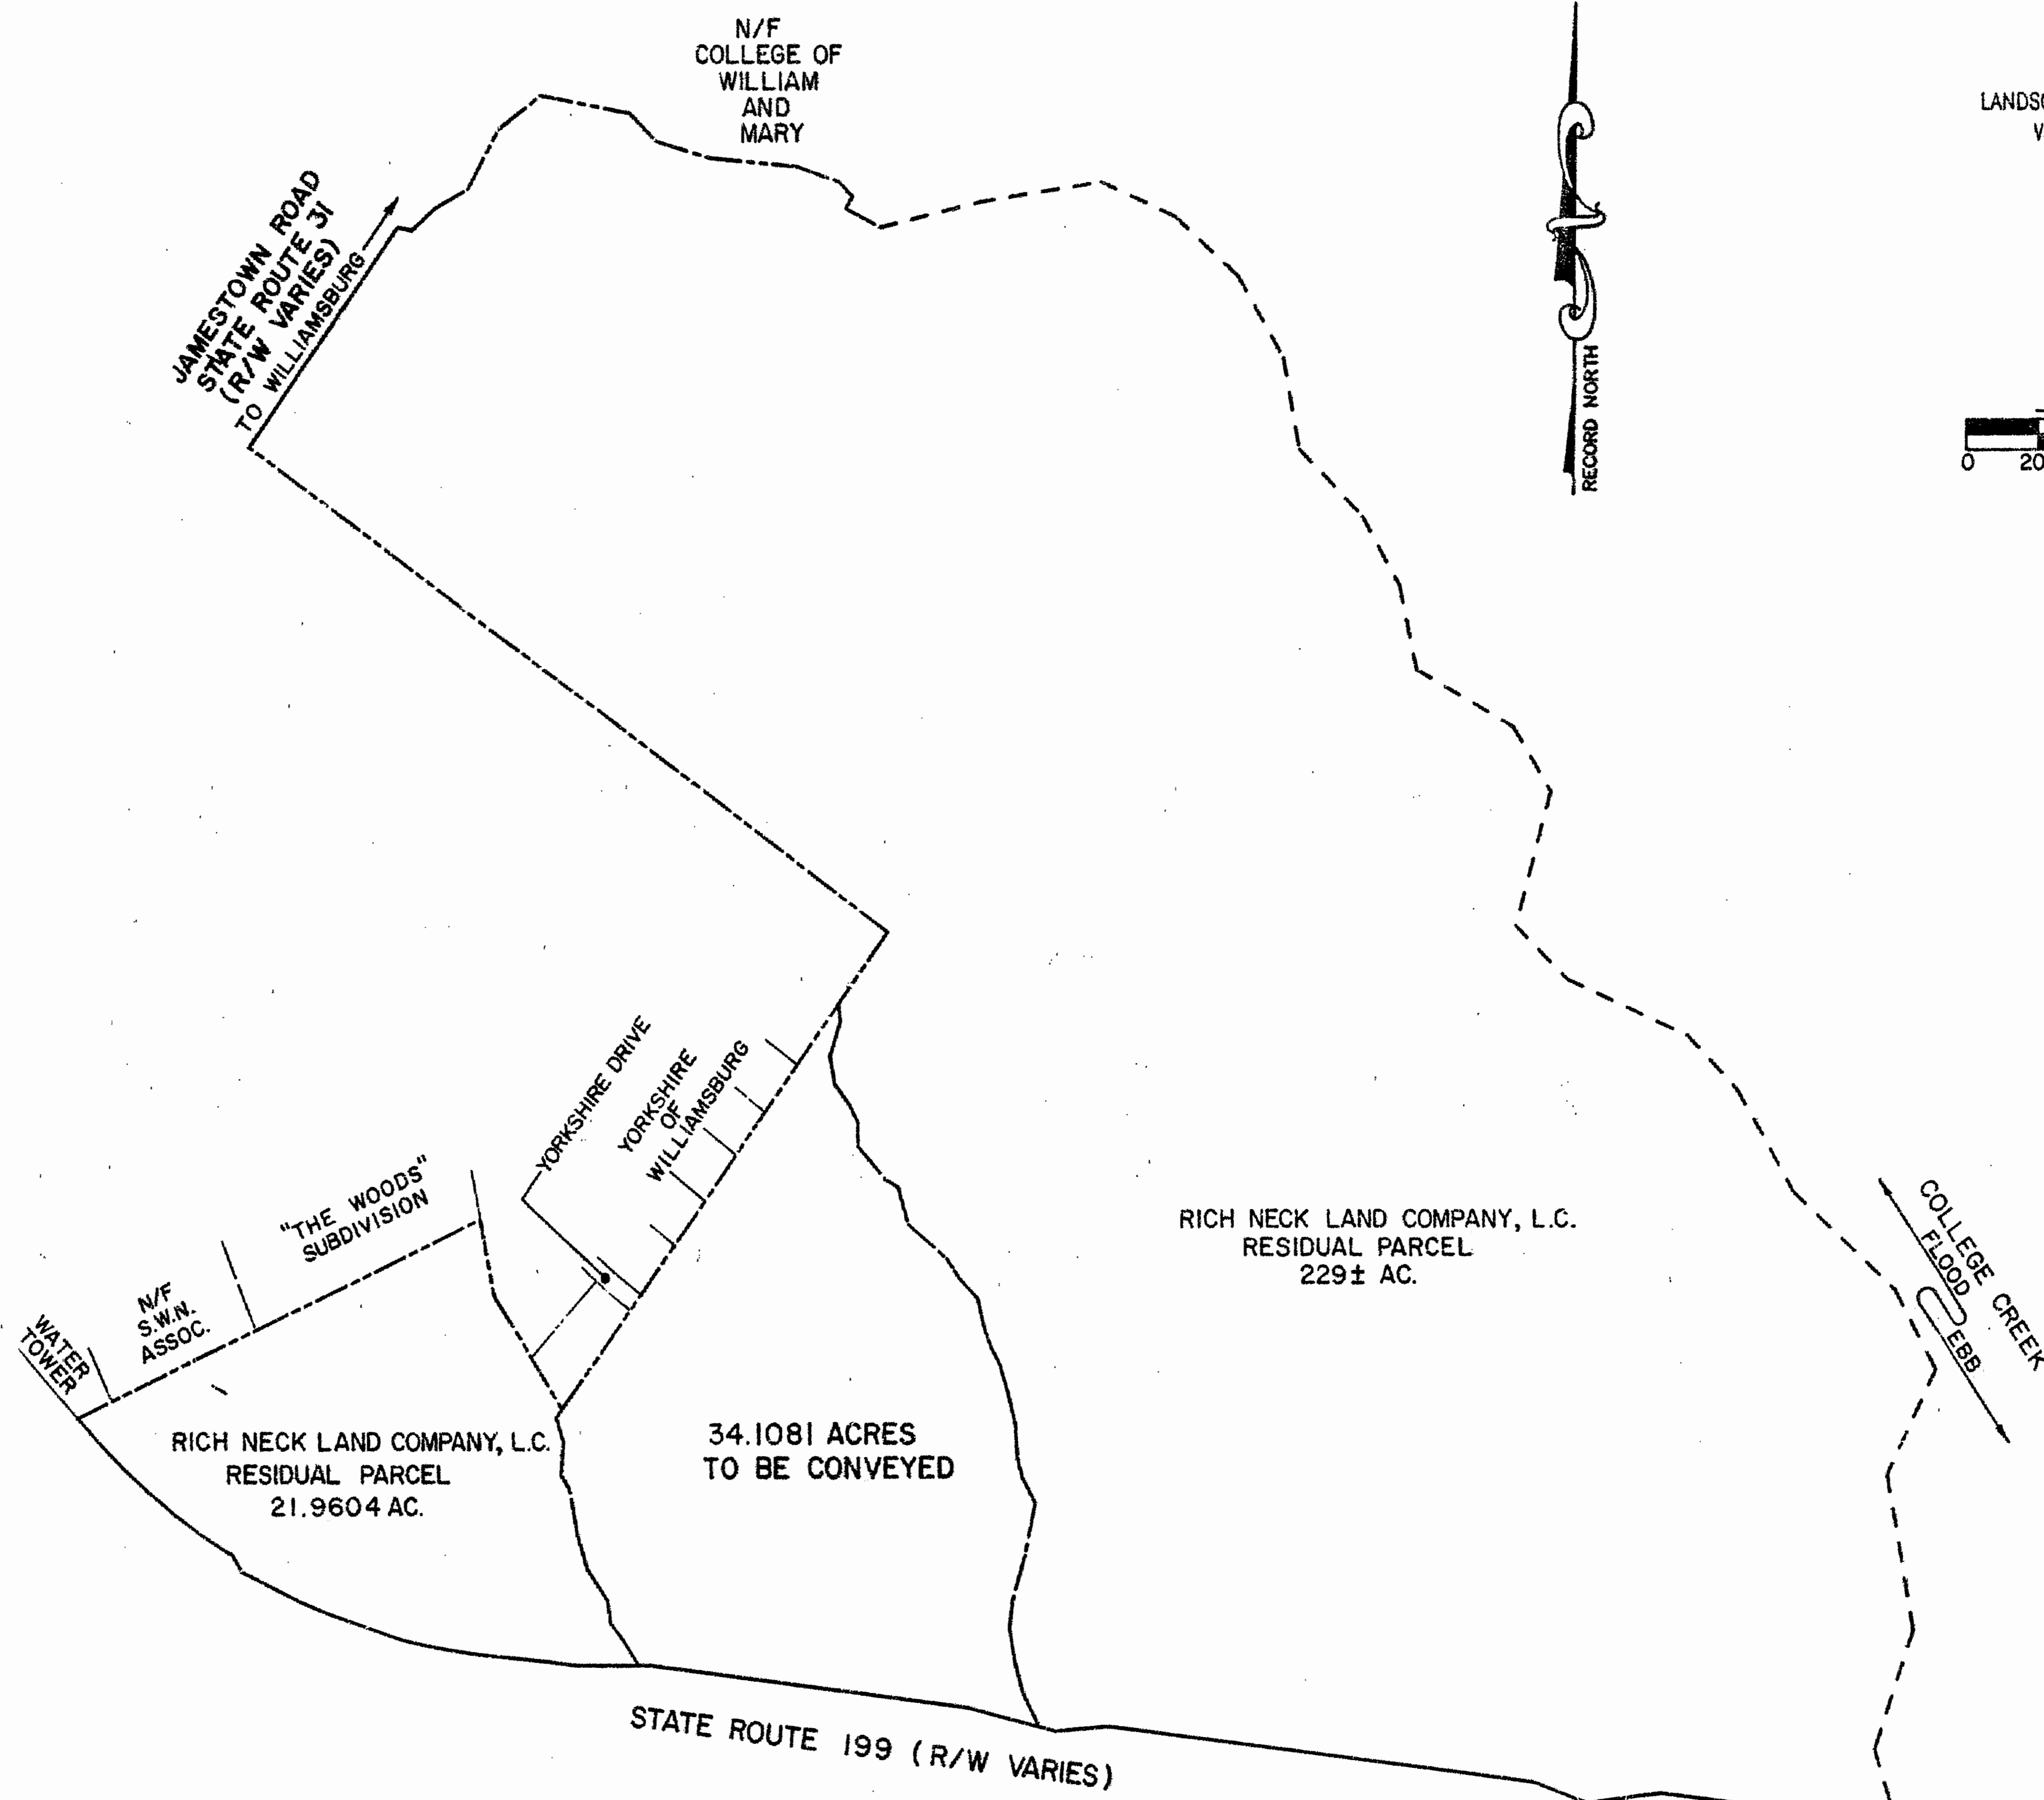 N/F
COLLEGE OF
WILLIAM
AND
MARY
JAMESTOWN ROAD
STATE ROUTE 31
(R/W VARIES)
TO WILLIAMSBURG
RECORD NORTH
0
YORKSHIRE DRIVE
YORKSHIRE
OF
WILLIAMSBURG
"THE WOODS"
SUBDIVISION
N/F
S.W.N.
ASSOC.
WATER
TOWER
RICH NECK LAND COMPANY, L.C.
RESIDUAL PARCEL
229± AC.
COLLEGE CREEK
FLOOD
EBB
RICH NECK LAND COMPANY, L.C.
RESIDUAL PARCEL
21.9604 AC.
34.1081 ACRES
TO BE CONVEYED
STATE ROUTE 199 (R/W VARIES)